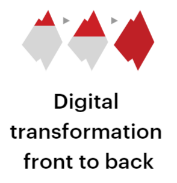 Digital
transformation
front to back